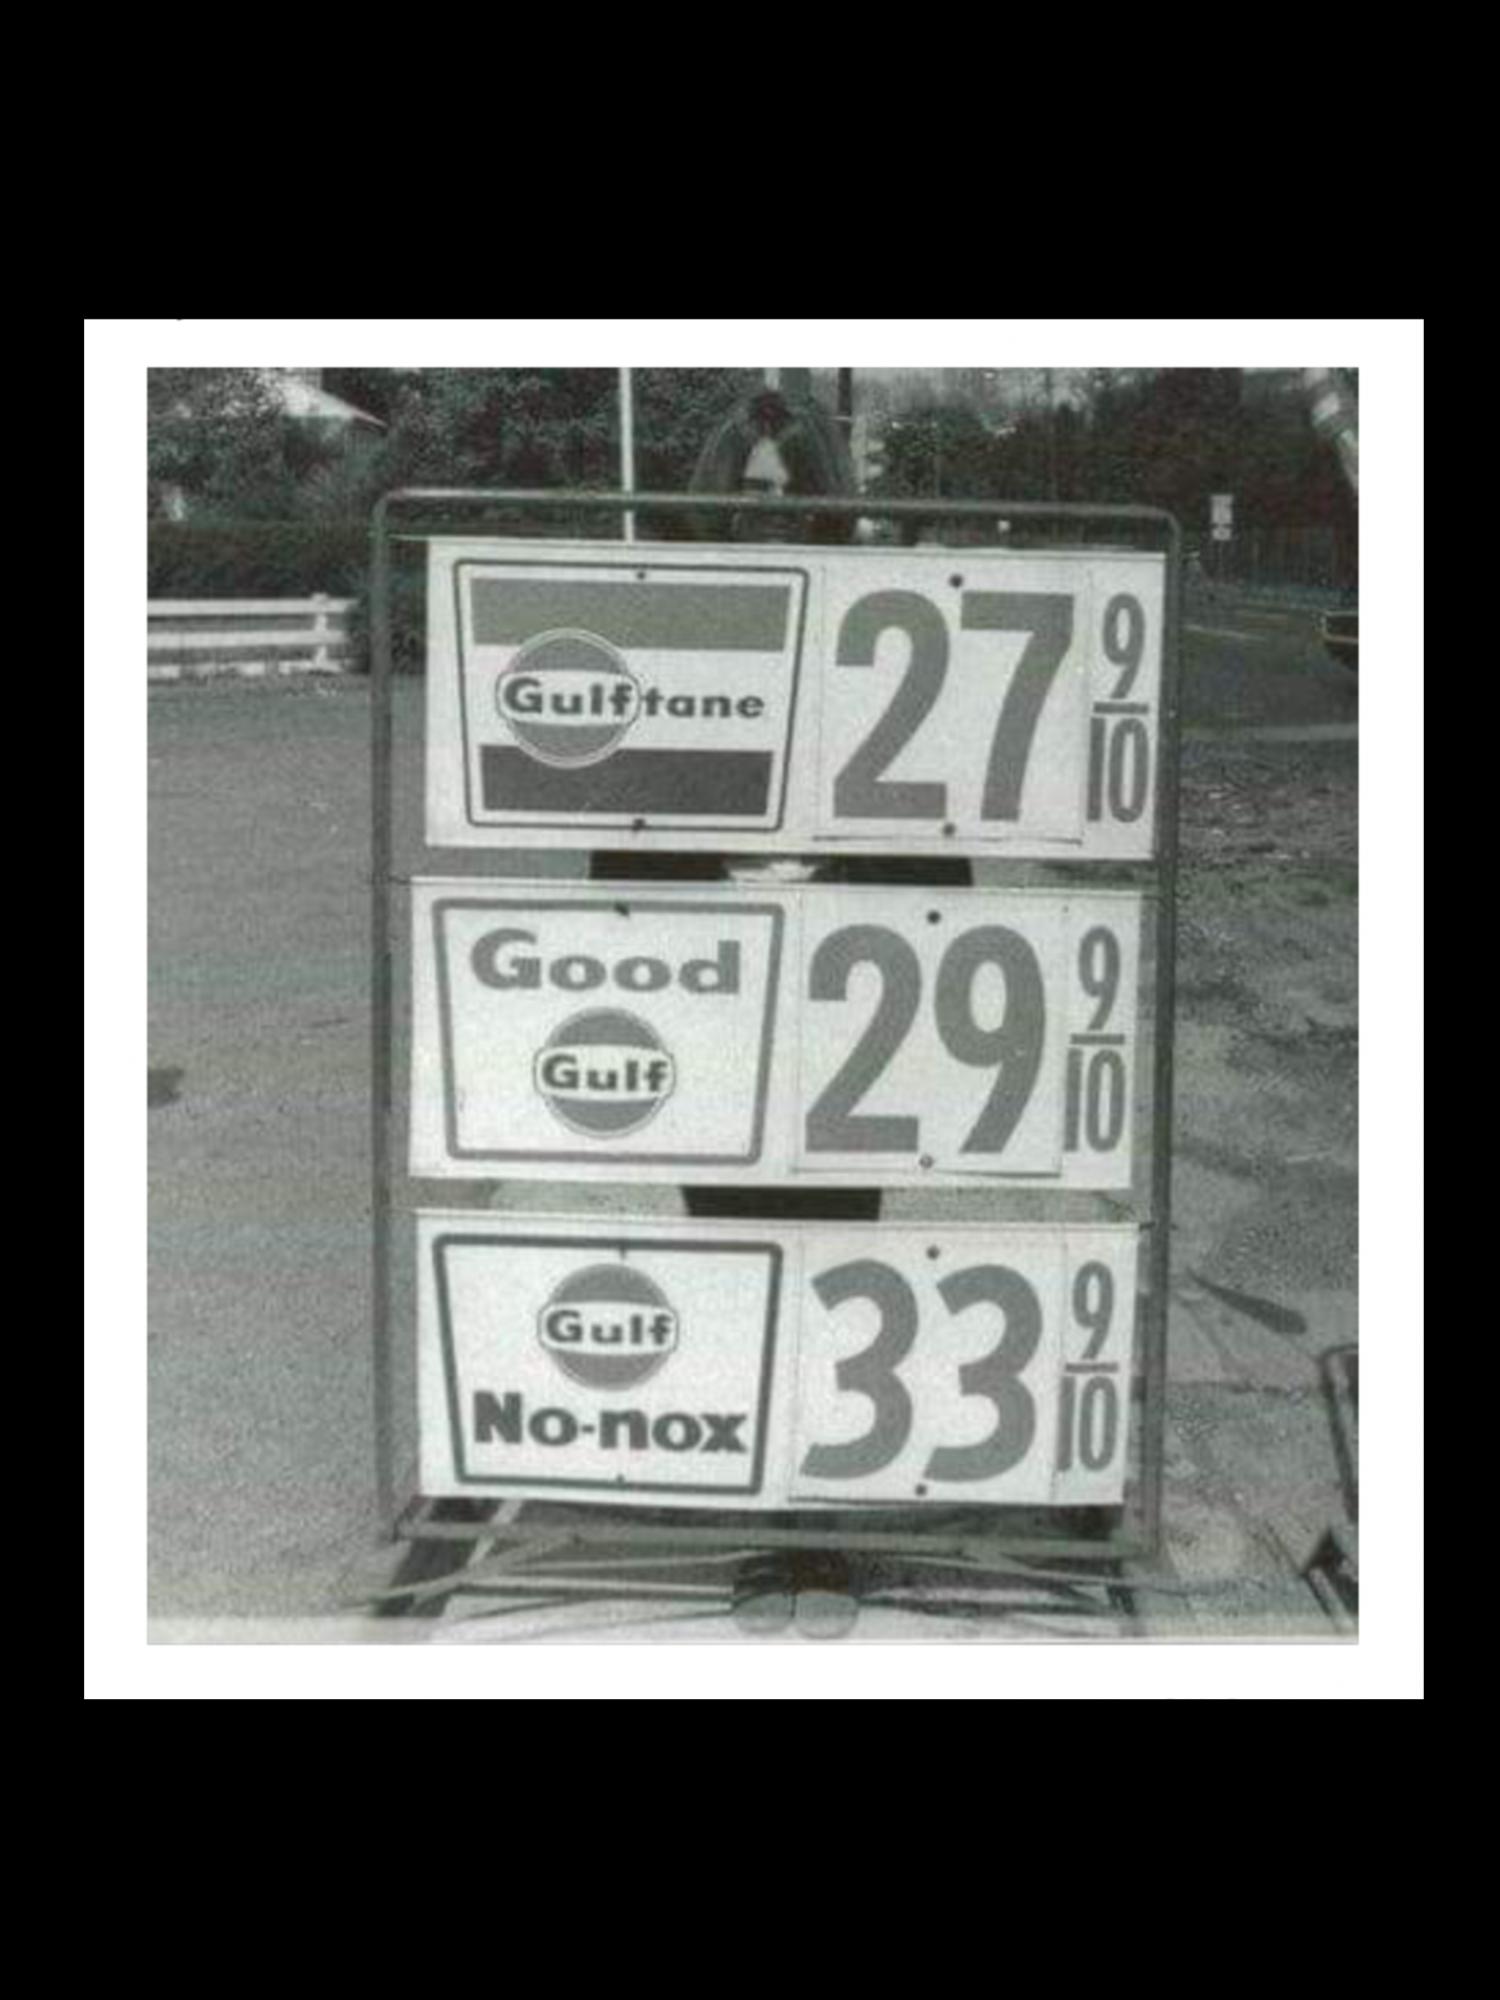 Gulftane 27 9/10
Good
Gulf 29 9/10
Gulf
No-nox 33 9/10